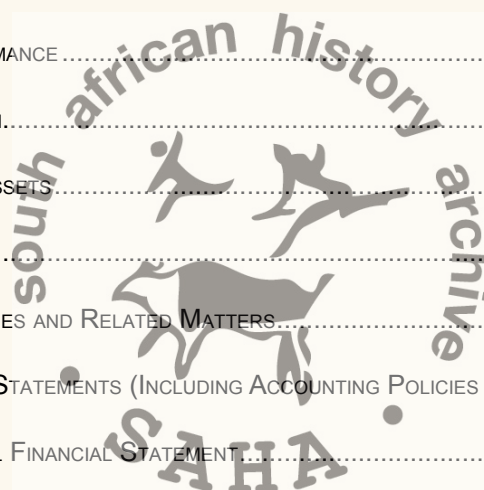 MANCE ..........................................................
SSETS ..........................................................
ES AND RELATED MATTERS ..........................
STATEMENTS (INCLUDING ACCOUNTING POLICIES
FINANCIAL STATEMENT ..............................
south african history archive
• SAHA •